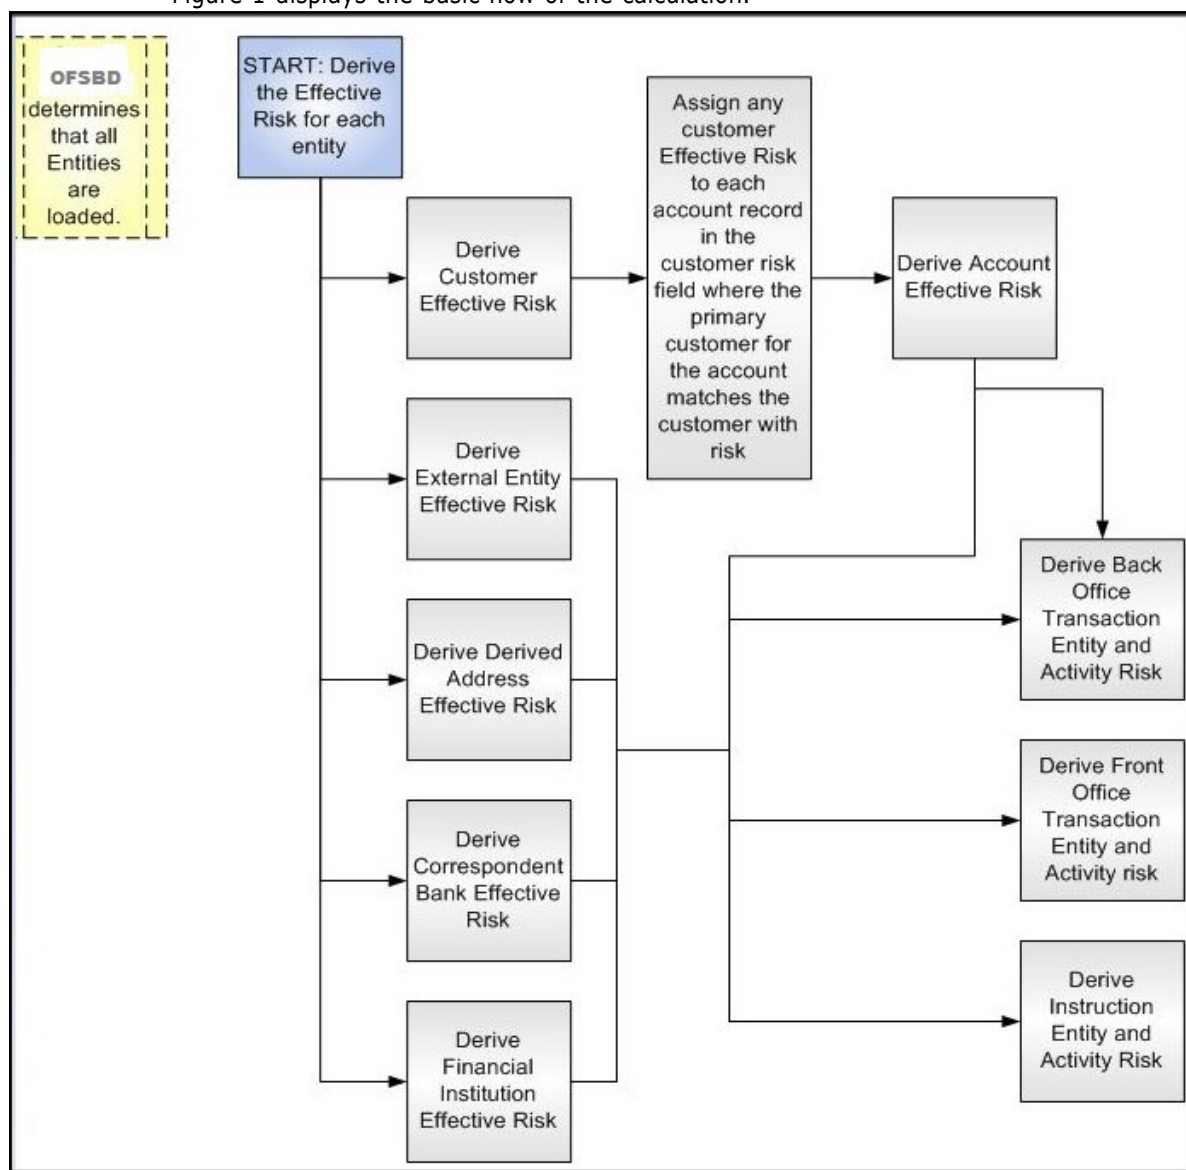 Figure 1 displays the basic flow of the calculation.
OFSBD
determines
that all
Entities
are
loaded.
START: Derive
the Effective
Risk for each
entity
Derive
Customer
Effective Risk
Assign any
customer
Effective Risk
to each
account record
in the
customer risk
field where the
primary
customer for
the account
matches the
customer with
risk
Derive Account
Effective Risk
Derive
External Entity
Effective Risk
Derive Derived
Address
Effective Risk
Derive
Correspondent
Bank Effective
Risk
Derive
Financial
Institution
Effective Risk
Derive Back
Office
Transaction
Entity and
Activity Risk
Derive Front
Office
Transaction
Entity and
Activity risk
Derive
Instruction
Entity and
Activity Risk